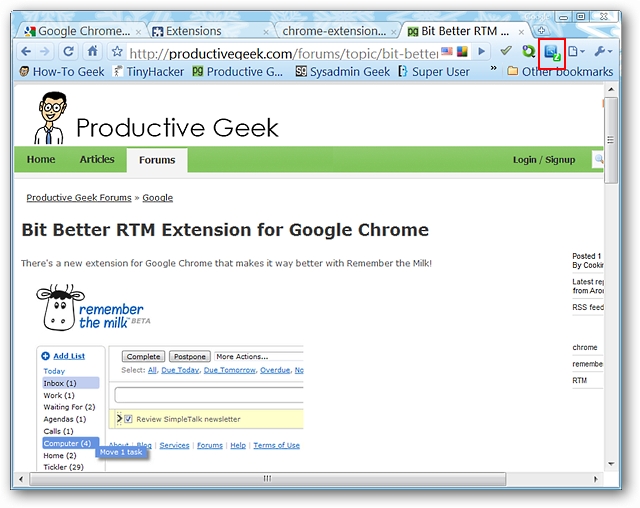 Google Chrome...
Extensions
chrome-extension...
pg Bit Better RTM
http://productivegeek.com/forums/topic/bit-better
How-To Geek
TinyHacker
pg Productive G...
Sysadmin Geek
Super User
»
Other bookmarks
Productive Geek
Home
Articles
Forums
Login / Signup
Productive Geek Forums » Google
Bit Better RTM Extension for Google Chrome
There's a new extension for Google Chrome that makes it way better with Remember the Milk!
Posted 1
By Cookin
Latest rep
from Aro
RSS feed
chrome
remember
RTM
remember
the milk™ BETA
Add List
Today
Inbox (1)
Work (1)
Waiting For (2)
Agendas (1)
Calls (1)
Computer (4)
Move 1 task
Home (2)
Tickler (29)
Complete Postpone More Actions...
Select: All, Due Today, Due Tomorrow, Overdue, No
Review SimpleTalk newsletter
About | Blog | Services | Forums | Help | Terms of Use